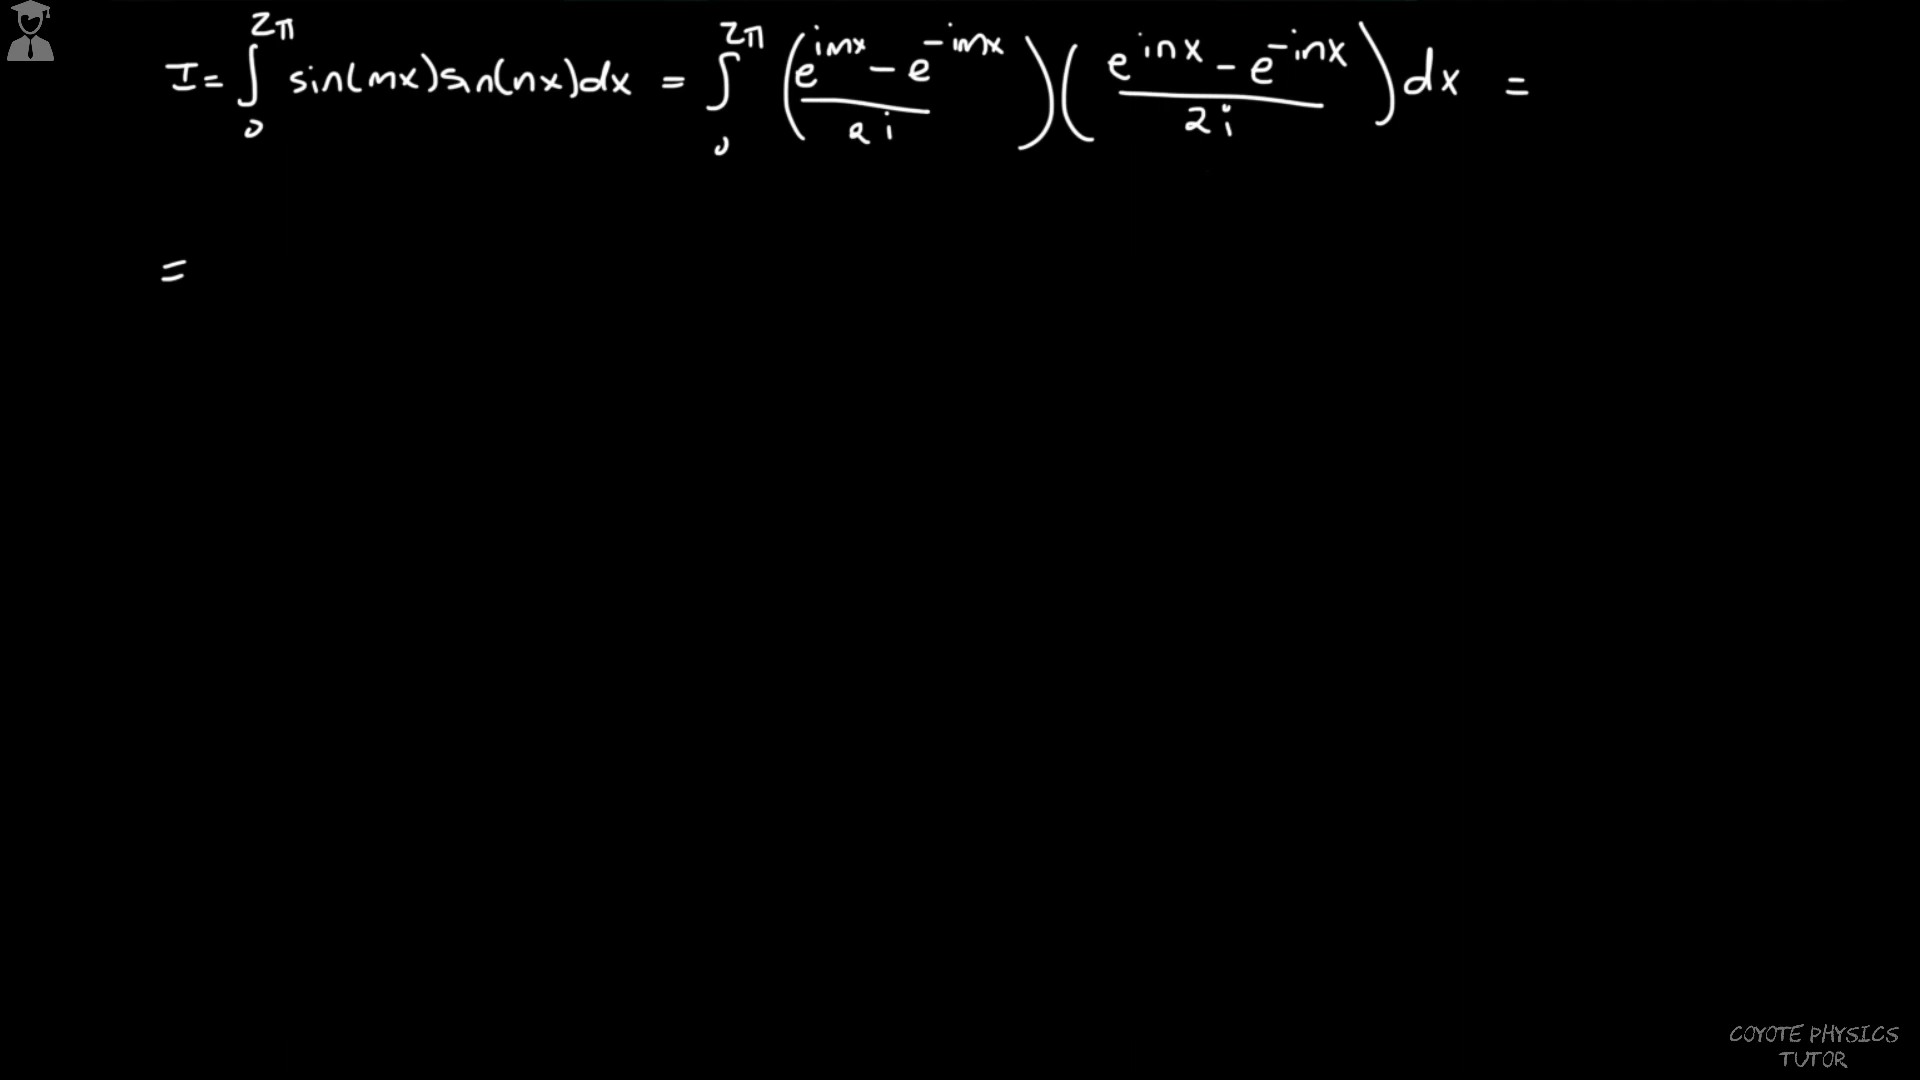 I = ∫₀^{2π} sin(mx)sin(nx)dx = ∫₀^{2π} ( (e^{imx} - e^{-imx}) / 2i ) ( (e^{inx} - e^{-inx}) / 2i ) dx =
=
COYOTE PHYSICS
TUTOR